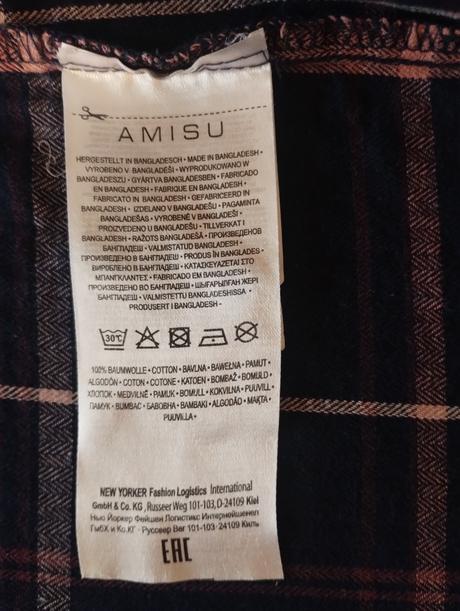 AMISU
HERGESTELLT IN BANGLADESCH • MADE IN BANGLADESH •
VYROBENO V BANGLADÉŠI • WYPRODUKOWANO W
BANGLADESZU • GYÁRTVA BANGLADESBEN • FABRICADO
EN BANGLADESH • FABRIQUE EN BANGLADESH •
FABRICATO IN BANGLADESH • GEFABRICEERD IN
BANGLADESH • IZDELANO V BANGLADEŠU • PAGAMINTA
BANGLADEŠAS • VYROBENÉ V BANGLADÉŠI •
PROIZVEDENO U BANGLADEŠU • TILLVERKAT I
BANGLADESH • RAŽOTS BANGLADEŠĀ • ПРОИЗВЕДЕНОВ
БАНГЛАДЕШ • VALMISTATUD BANGLADESH •
ПРОИЗВЕДЕНО В БАНГЛАДЕШ • PRODUS ÎN BANGLADEȘ •
ВИРОБЛЕНО В БАНГЛАДЕШ • ΚΑΤΑΣΚΕΥΑΖΕΤΑΙ ΣΤΟ
ΜΠΑΝΓΚΛΑΝΤΕΣ • FABRICADO EM BANGLADESH •
ПРОИЗВЕДЕНО ВО БАНГЛАДЕШ • ШЫҒАРЫЛҒАН ЖЕРІ
БАНГЛАДЕШ • VALMISTETTU BANGLADESHISSA •
PRODUSERT I BANGLADESH •
30°C
100% BAUMWOLLE • COTTON • BAVLNA • BAWEŁNA • PAMUT •
ALGODÓN • COTON • COTONE • KATOEN • BOMBAŽ • BOMULD •
ХЛОПОК • MEDVILNĖ • PAMUK • BOMULL • KOKVILNA • PUUVILL •
ПАМУК • BUMBAC • БАВОВНА • BAMBAKI • ALGODÃO • МАҚТА •
PUUVILLA •
NEW YORKER Fashion Logistics International
GmbH & Co. KG , Russeer Weg 101-103, D-24109 Kiel
Нью Йоркер Фейшен Логистикс Интернейшенел
ГмбХ и Ко.КГ · Руссеер Вег 101-103 · 24109 Киль
EAC